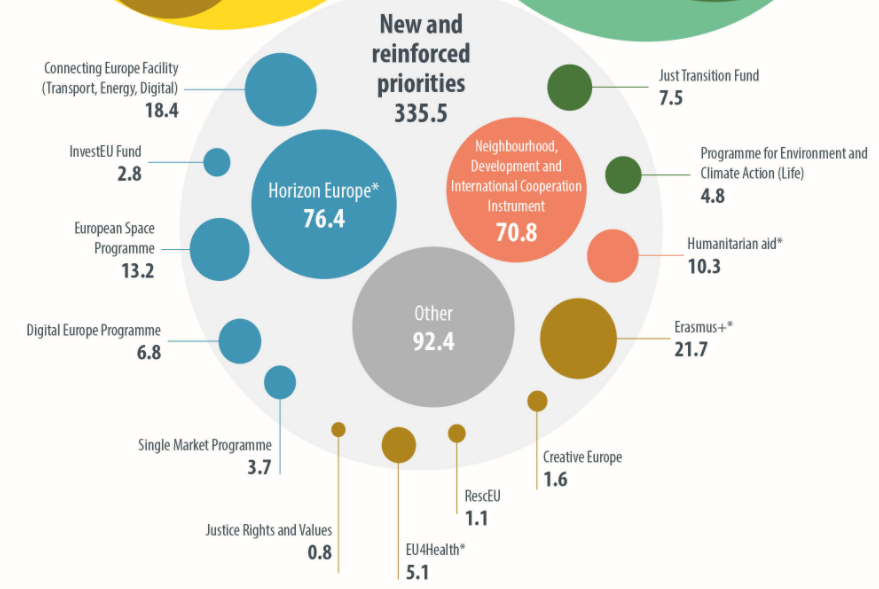 New and
reinforced
priorities
335.5
Connecting Europe Facility
(Transport, Energy, Digital)
18.4
InvestEU Fund
2.8
European Space
Programme
13.2
Digital Europe Programme
6.8
Single Market Programme
3.7
Horizon Europe*
76.4
Neighbourhood,
Development and
International Cooperation
Instrument
70.8
Other
92.4
Just Transition Fund
7.5
Programme for Environment and
Climate Action (Life)
4.8
Humanitarian aid*
10.3
Erasmus+*
21.7
Creative Europe
1.6
RescEU
1.1
EU4Health*
5.1
Justice Rights and Values
0.8